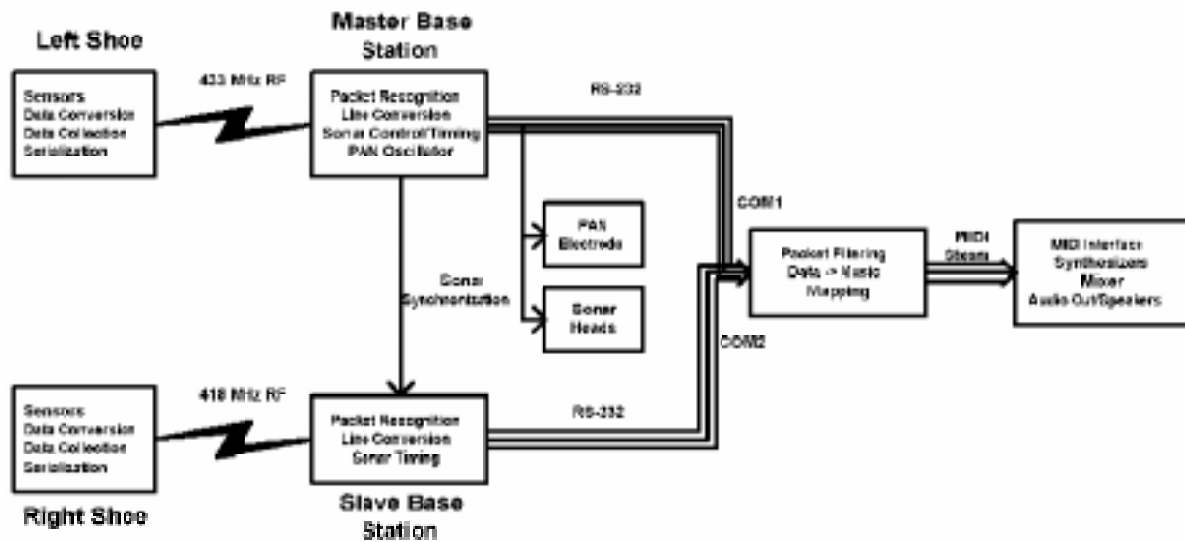 Left Shoe
Master Base
Station
433 MHz RF
RS-232
Sensors
Data Conversion
Data Collection
Serialization
Packet Recognition
Line Conversion
Sonar Control/Timing
PAN Oscillator
PAN
Electrode
COM1
Sonar
Synchronization
Sonar
Heads
Packet Filtering
Data -> Music
Mapping
MIDI
Steam
MIDI Interface
Synthesizers
Mixer
Audio Out/Speakers
COM2
418 MHz RF
RS-232
Sensors
Data Conversion
Data Collection
Serialization
Packet Recognition
Line Conversion
Sonar Timing
Right Shoe
Slave Base
Station